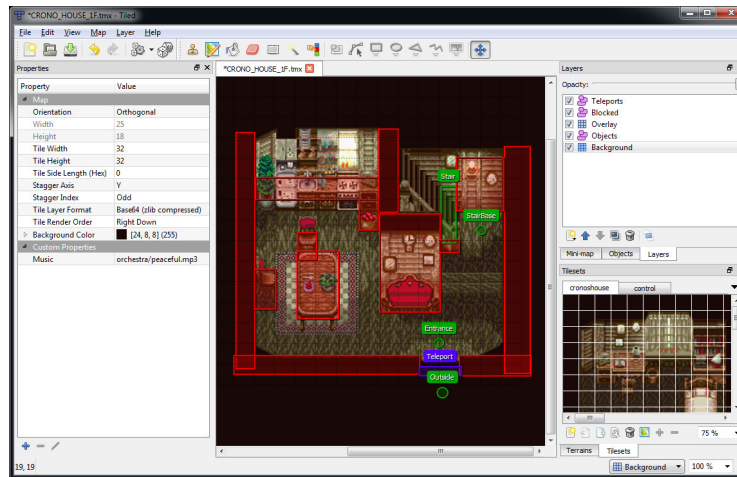 *CRONO_HOUSE_1F.tmx - Tiled
File Edit View Map Layer Help
Properties
Property Value
Map
Orientation Orthogonal
Width 25
Height 18
Tile Width 32
Tile Height 32
Tile Side Length (Hex) 0
Stagger Axis Y
Stagger Index Odd
Tile Layer Format Base64 (zlib compressed)
Tile Render Order Right Down
Background Color [24, 8, 8] (255)
Custom Properties
Music orchestra/peaceful.mp3
19, 19
*CRONO_HOUSE_1F.tmx
Stair
StairBase
Entrance
Teleport
Outside
Layers
Opacity:
Teleports
Blocked
Overlay
Objects
Background
Mini-map Objects Layers
Tilesets
cronoshouse control
75 %
Terrains Tilesets
Background 100 %